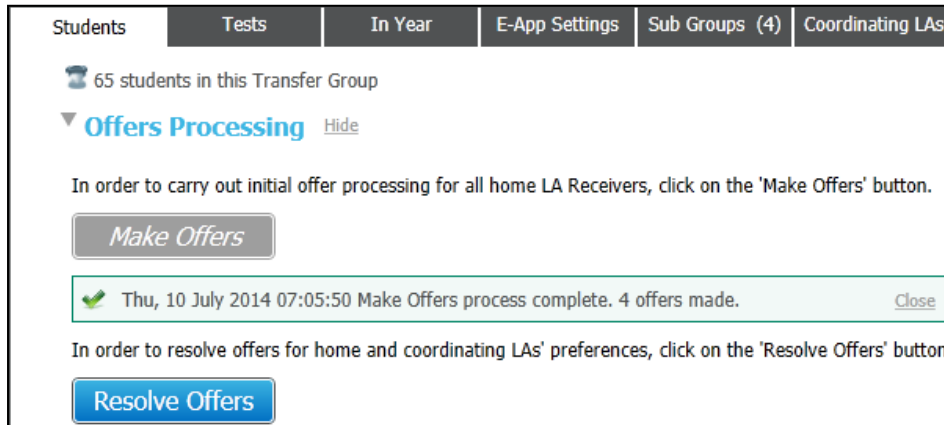 Students Tests In Year E-App Settings Sub Groups (4) Coordinating LAs
65 students in this Transfer Group
Offers Processing Hide
In order to carry out initial offer processing for all home LA Receivers, click on the 'Make Offers' button.
Make Offers
Thu, 10 July 2014 07:05:50 Make Offers process complete. 4 offers made. Close
In order to resolve offers for home and coordinating LAs' preferences, click on the 'Resolve Offers' button
Resolve Offers